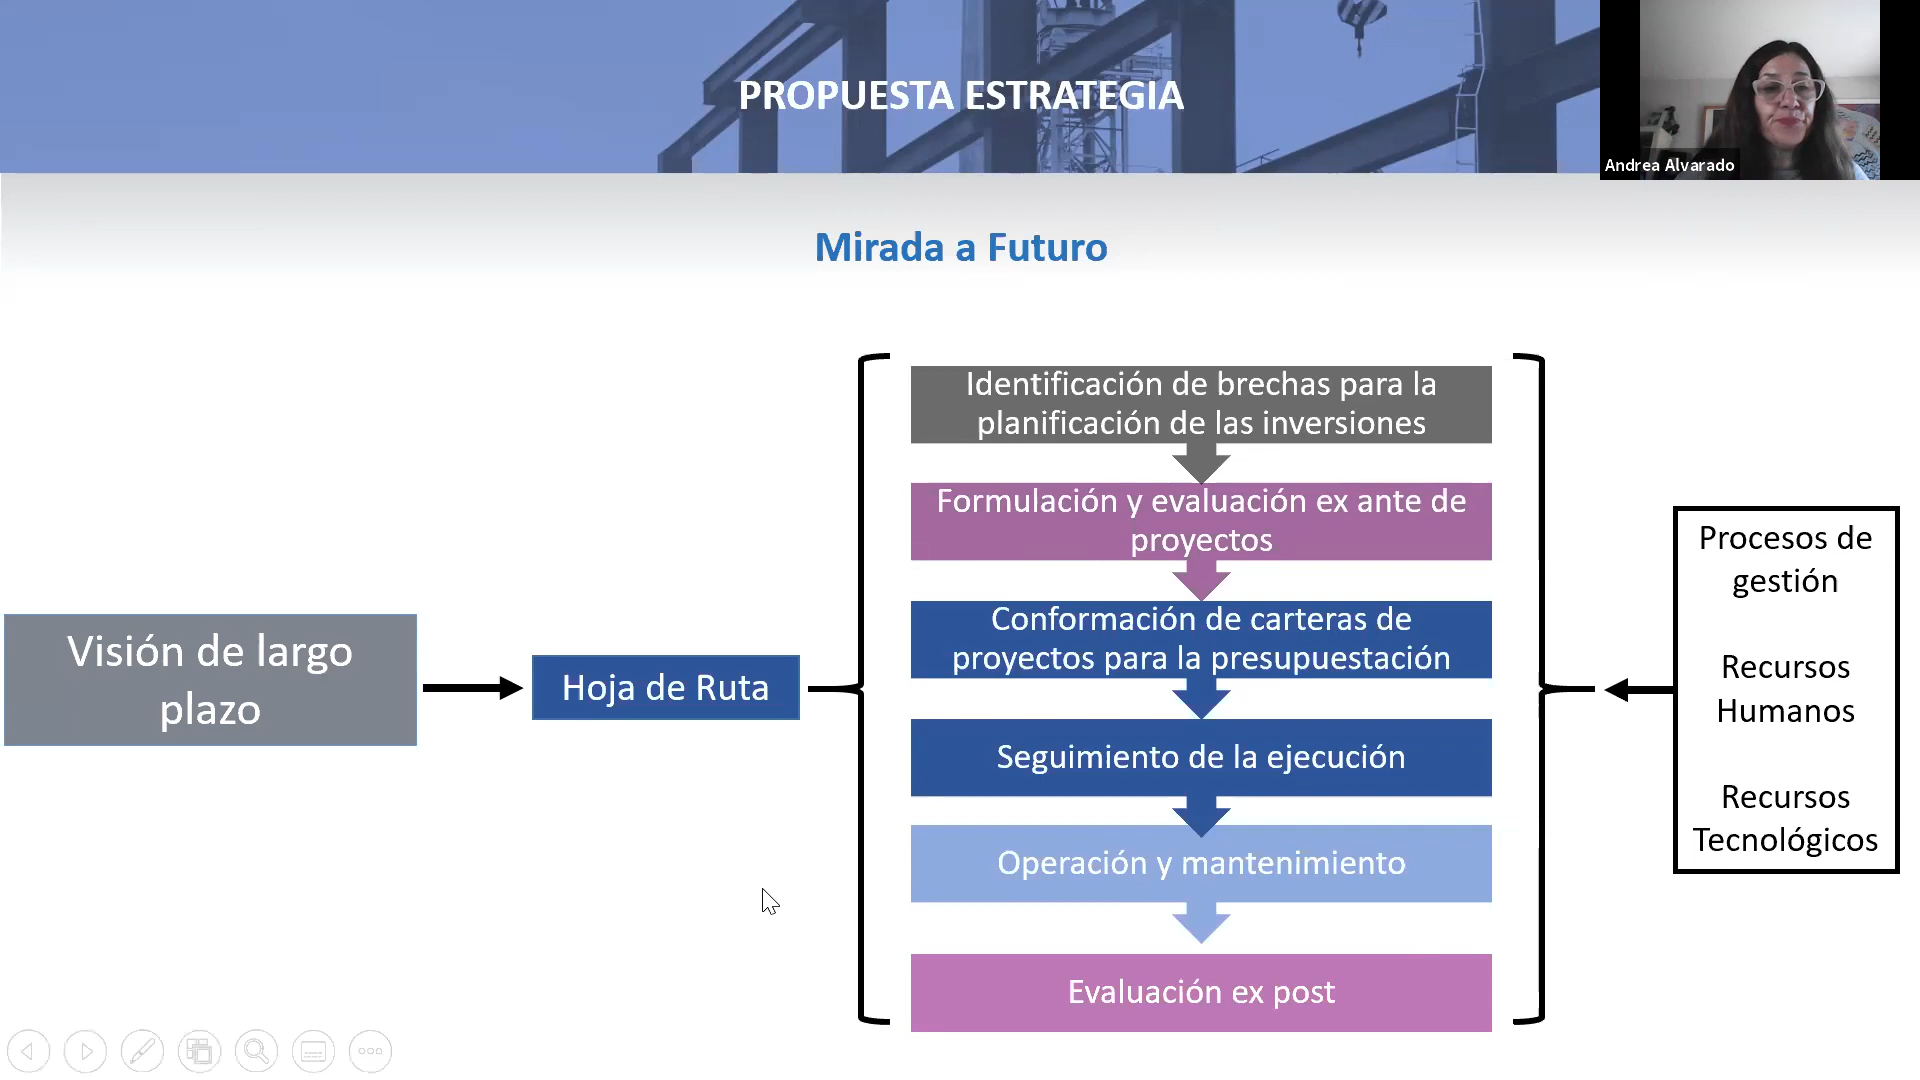 PROPUESTA ESTRATEGIA
Andrea Alvarado
Mirada a Futuro
Visión de largo
plazo
Hoja de Ruta
Identificación de brechas para la
planificación de las inversiones
Formulación y evaluación ex ante de
proyectos
Conformación de carteras de
proyectos para la presupuestación
Seguimiento de la ejecución
Operación y mantenimiento
Evaluación ex post
Procesos de
gestión
Recursos
Humanos
Recursos
Tecnológicos